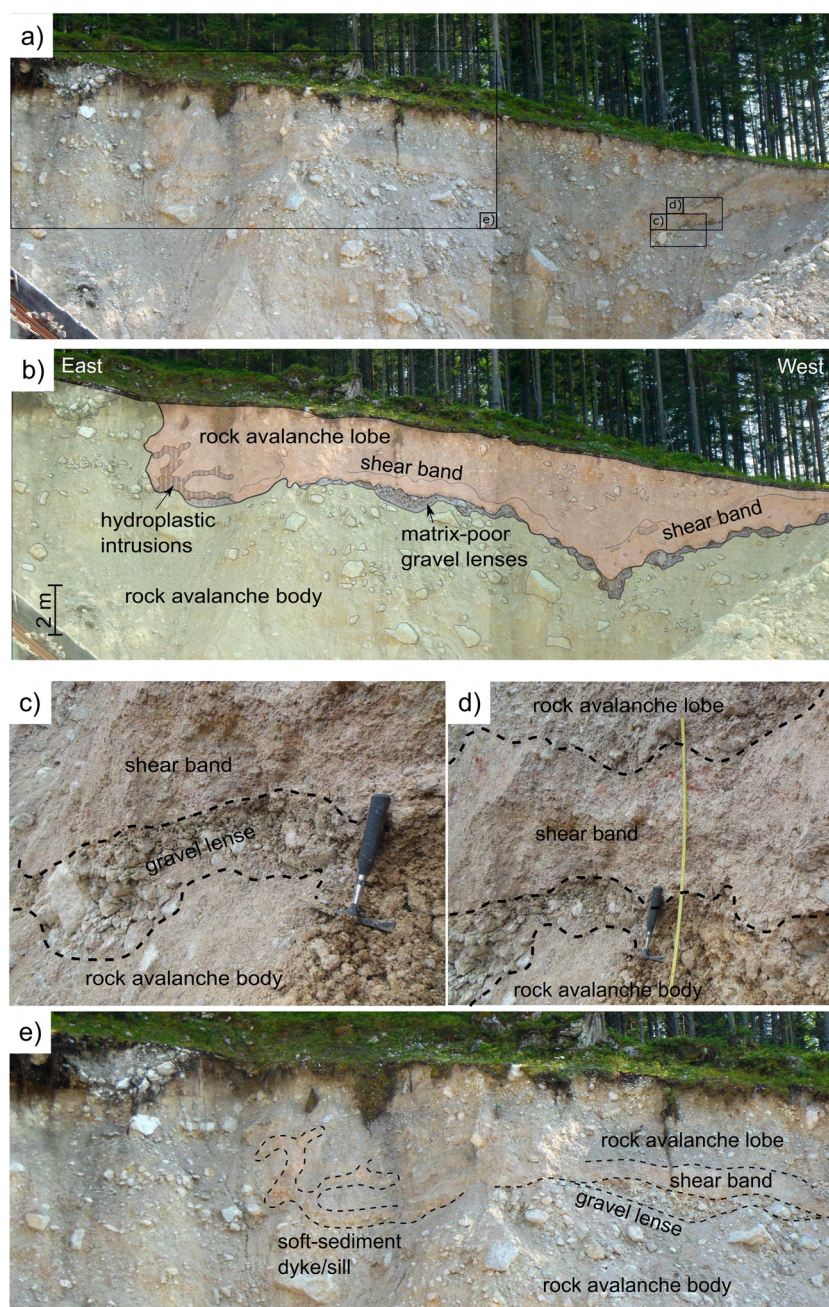 a)
e)
d)
c)
b)
East
West
rock avalanche lobe
shear band
hydroplastic
intrusions
matrix-poor
gravel lenses
shear band
rock avalanche body
2 m
c)
shear band
gravel lense
rock avalanche body
d)
rock avalanche lobe
shear band
rock avalanche body
e)
rock avalanche lobe
shear band
gravel lense
soft-sediment
dyke/sill
rock avalanche body